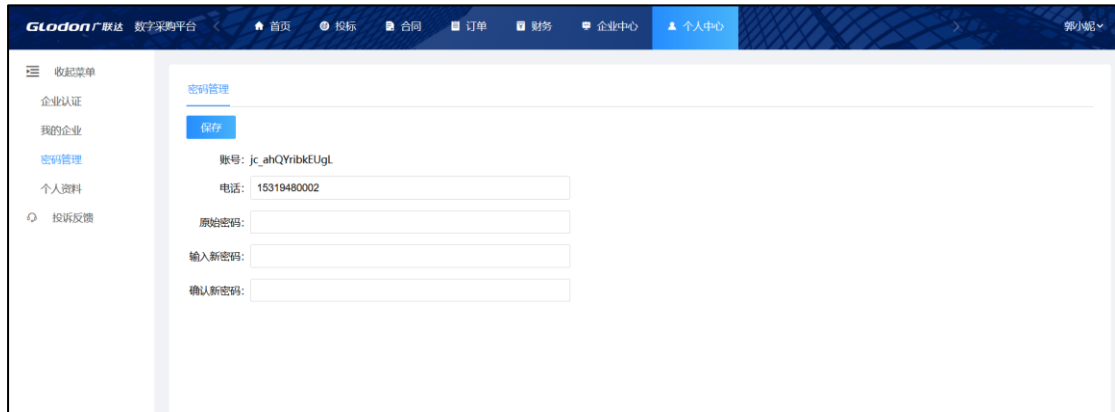 GLodon广联达 数字采购平台 首页 投标 合同 订单 财务 企业中心 个人中心 郭小妮
收起菜单
企业认证
我的企业
密码管理
个人资料
投诉反馈
密码管理
保存
账号: jc_ahQYribkEUgL
电话: 15319480002
原始密码:
输入新密码:
确认新密码: